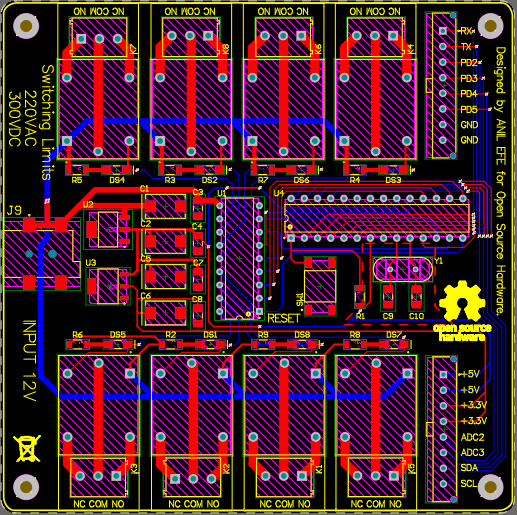 NC COM NO
NC COM NO
NC COM NO
NC COM NO
K7
K8
K6
K4
RX
TX
PD2
PD3
PD4
PD5
GND
GND
Designed by ANIL EFE for Open Source Hardware.
Switching Limits
220VAC
300VDC
R5 DS4
R3 DS2
R7 DS6
R4 DS3
J9
U2
U3
C1
C2
C5
C6
C3
C4
C7
C8
U1
U4
SW1
RESET
R1
C9
C10
Y1
open source
hardware
INPUT 12V
R6 DS5
R2 DS1
R9 DS8
R8 DS7
K3
K2
K1
K5
NC COM NO
NC COM NO
NC COM NO
NC COM NO
+5V
+5V
+3.3V
+3.3V
ADC2
ADC3
SDA
SCL